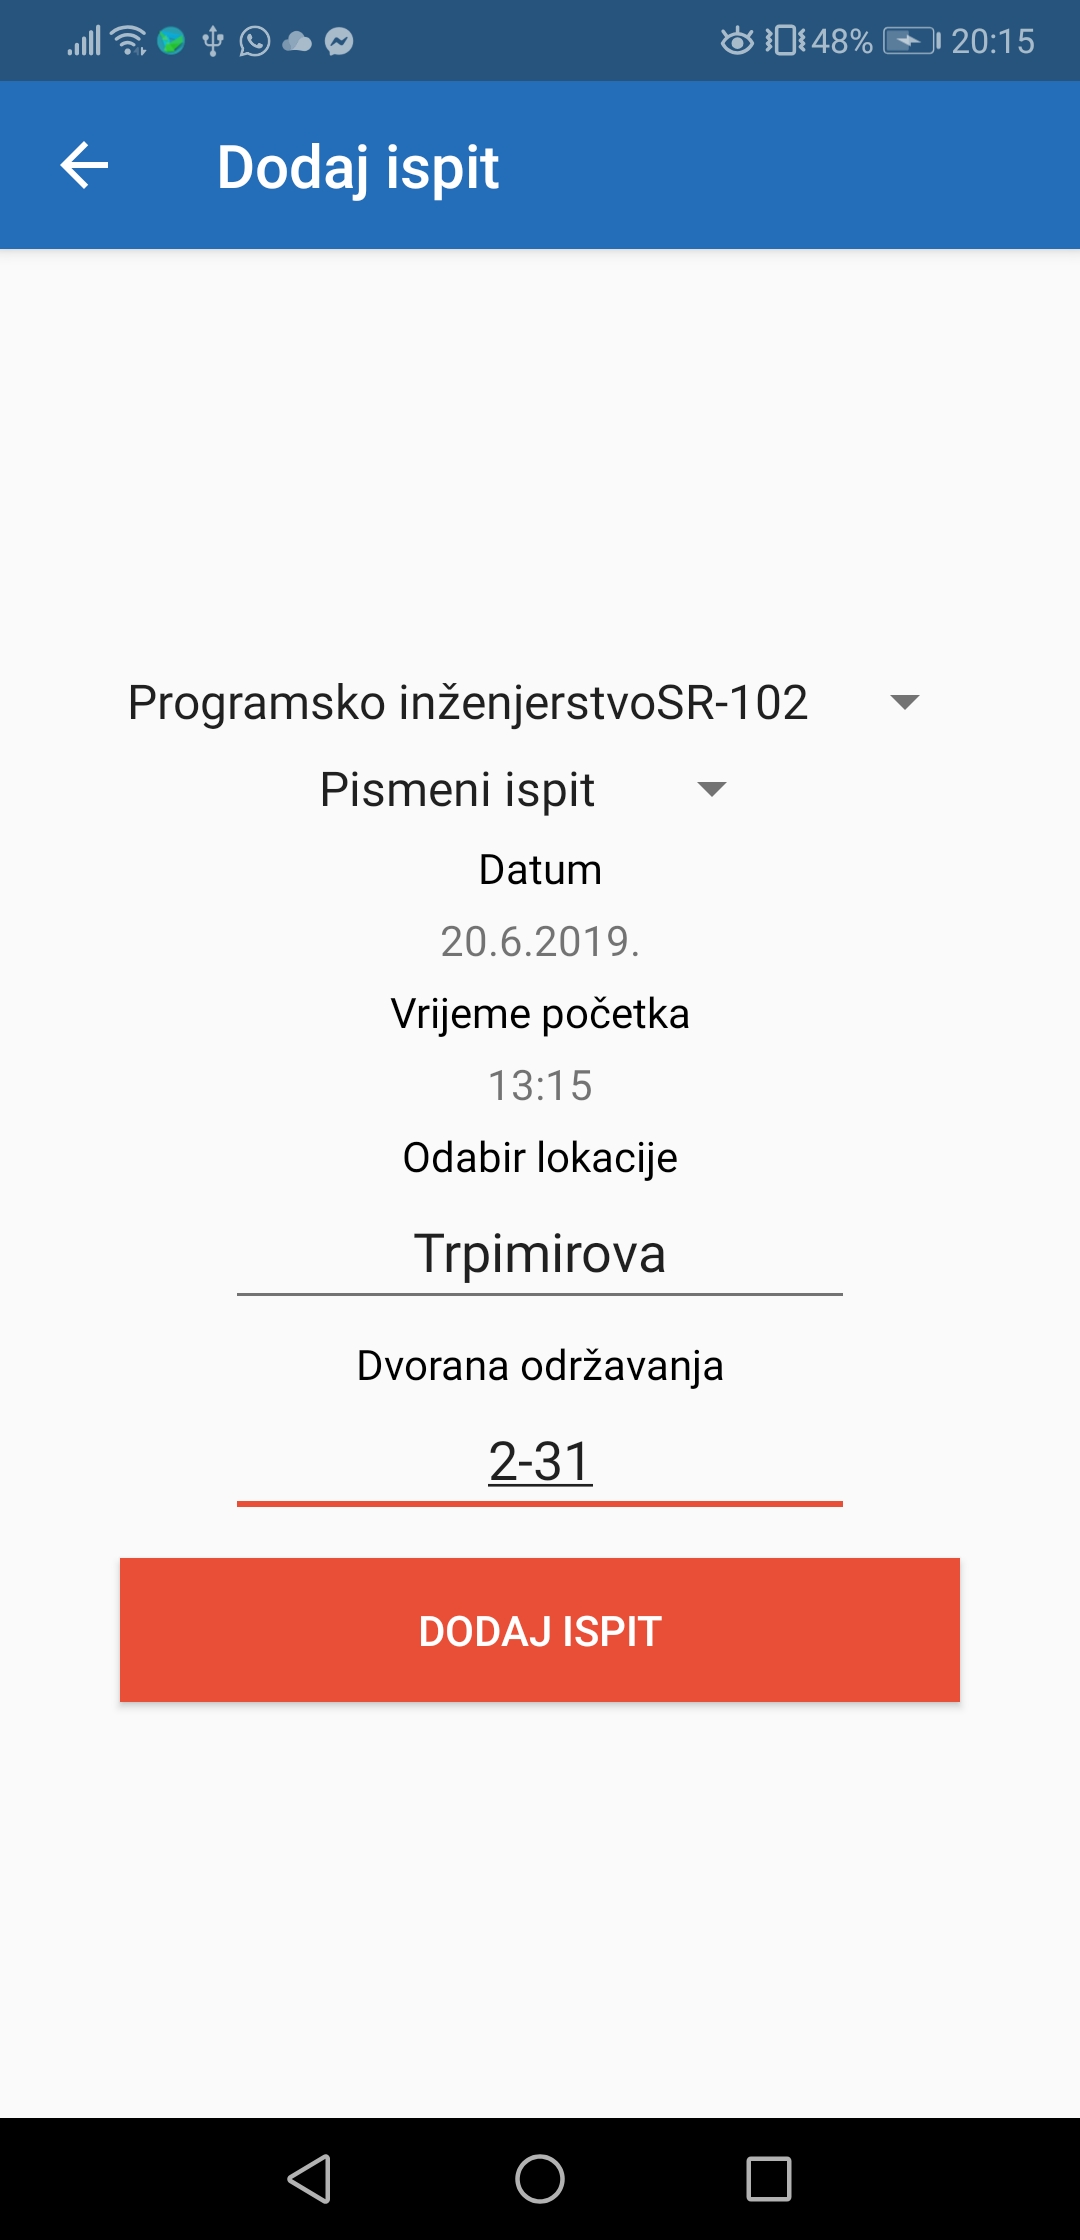 48% 20:15
Dodaj ispit
Programsko inženjerstvoSR-102
Pismeni ispit
Datum
20.6.2019.
Vrijeme početka
13:15
Odabir lokacije
Trpimirova
Dvorana održavanja
2-31
DODAJ ISPIT